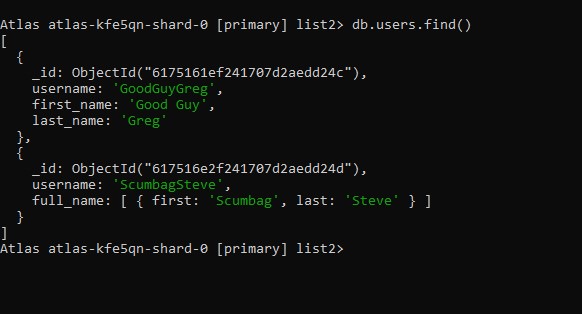 Atlas atlas-kfe5qn-shard-0 [primary] list2> db.users.find()
[
  {
    _id: ObjectId("6175161ef241707d2aedd24c"),
    username: 'GoodGuyGreg',
    first_name: 'Good Guy',
    last_name: 'Greg'
  },
  {
    _id: ObjectId("617516e2f241707d2aedd24d"),
    username: 'ScumbagSteve',
    full_name: [ { first: 'Scumbag', last: 'Steve' } ]
  }
]
Atlas atlas-kfe5qn-shard-0 [primary] list2>